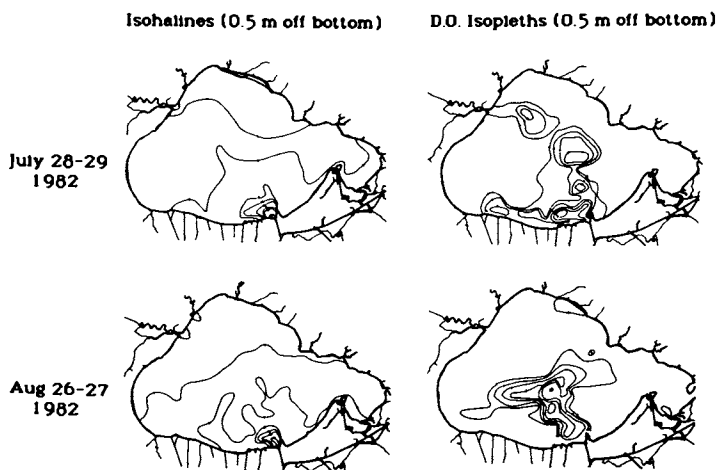 Isohalines (0.5 m off bottom)
D.O. Isopleths (0.5 m off bottom)
July 28-29
1982
Aug 26-27
1982